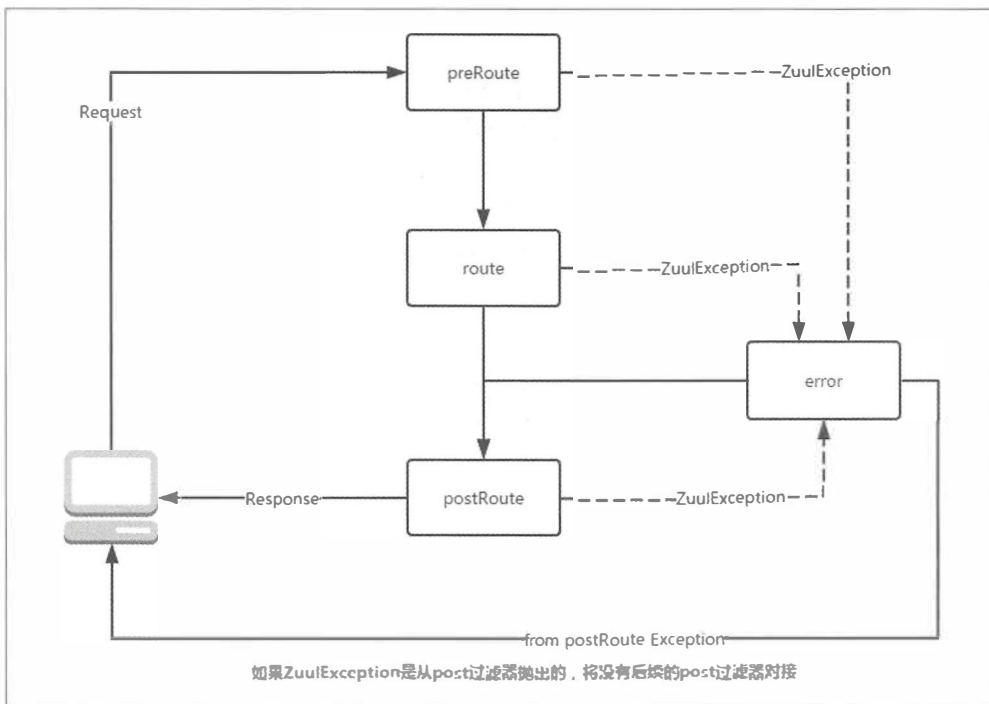 preRoute
ZuulException
Request
route
ZuulException
error
postRoute
Response
ZuulException
from postRoute Exception
如果ZuulException是从post过滤器抛出的，将没有后续的post过滤器对接